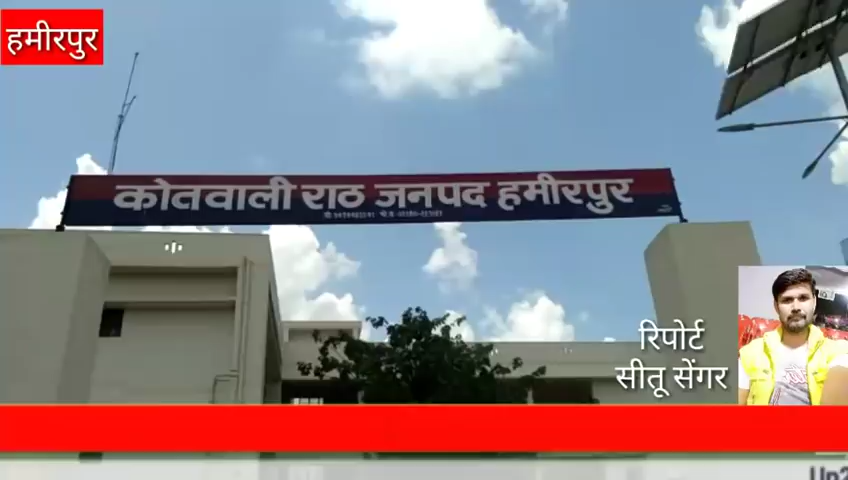 हमीरपुर
कोतवाली राठ जनपद हमीरपुर
रिपोर्ट
सीतू सेंगर